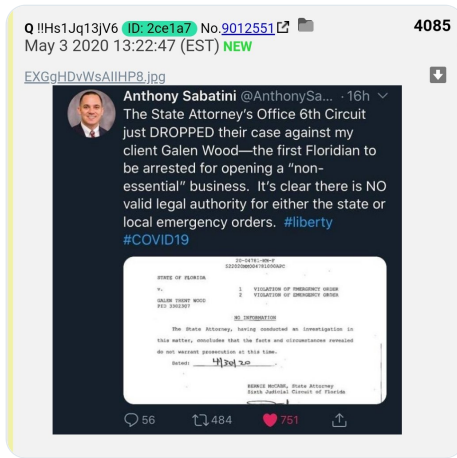 Q !!Hs1Jq13jV6 ID: 2ce1a7 No.9012551 4085
May 3 2020 13:22:47 (EST) NEW
EXGgHDvWsAIIHP8.jpg
Anthony Sabatini @AnthonySa... · 16h
The State Attorney's Office 6th Circuit
just DROPPED their case against my
client Galen Wood—the first Floridian to
be arrested for opening a “non-
essential” business. It's clear there is NO
valid legal authority for either the state or
local emergency orders. #liberty
#COVID19
20-04781-MM-F
522020MM004781000APC
STATE OF FLORIDA
v. 1 VIOLATION OF EMERGENCY ORDER
2 VIOLATION OF EMERGENCY ORDER
GALEN TRENT WOOD
NO INFORMATION
The State Attorney, having conducted an investigation in
this matter, concludes that the facts and circumstances revealed
do not warrant prosecution at this time.
Dated: 4/30/20
BERNIE McCABE, State Attorney
Sixth Judicial Circuit of Florida
56 484 751